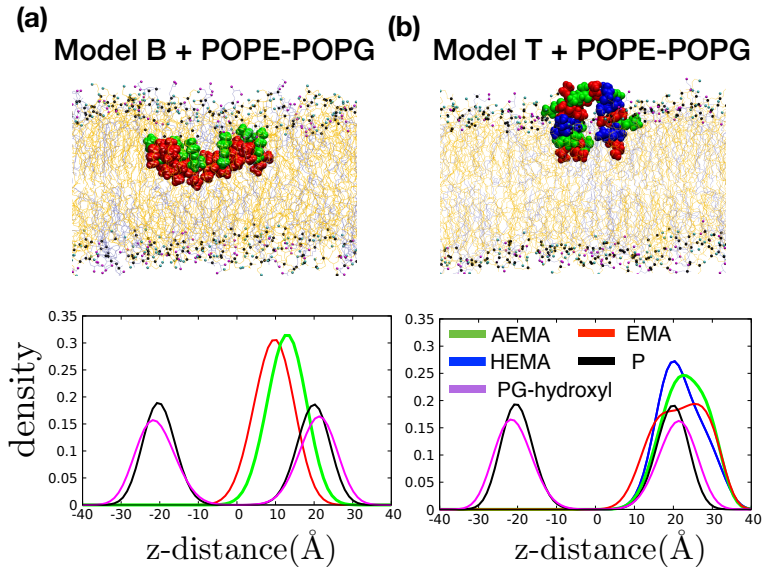 (a)
Model B + POPE-POPG
(b)
Model T + POPE-POPG
density
0.35
0.3
0.25
0.2
0.15
0.1
0.05
0
-40 -30 -20 -10 0 10 20 30 40
z-distance(Å)
0.35
0.3
0.25
0.2
0.15
0.1
0.05
0
AEMA EMA
HEMA P
PG-hydroxyl
-40 -30 -20 -10 0 10 20 30 40
z-distance(Å)